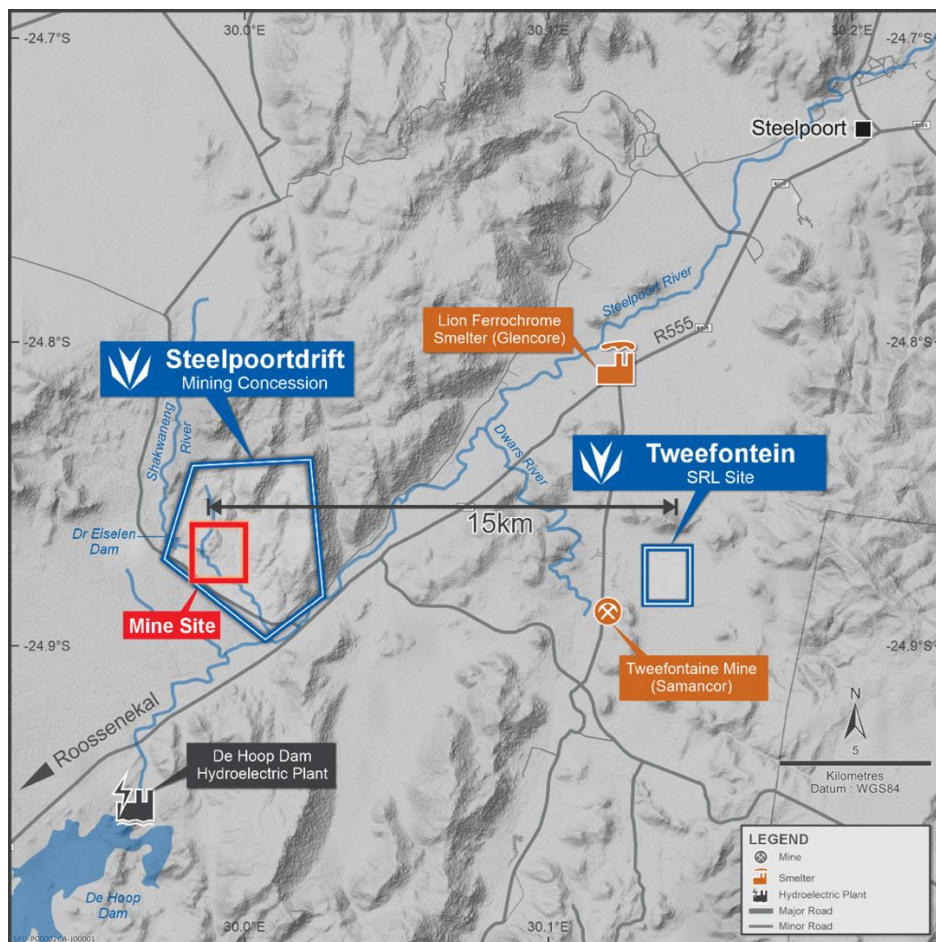 30.0°E
30.1°E
30.2°E
-24.7°S
-24.7°S
Steelpoort
Steelpoort River
R555
Lion Ferrochrome
Smelter (Glencore)
-24.8°S
-24.8°S
Steelpoortdrift
Mining Concession
Shakwaneng
River
Dwars River
Tweefontein
SRL Site
15km
Dr Eiselen
Dam
Mine Site
-24.9°S
-24.9°S
Tweefontaine Mine
(Samancor)
Roossenekal
De Hoop Dam
Hydroelectric Plant
N
5
Kilometres
Datum : WGS84
De Hoop
Dam
LEGEND
Mine
Smelter
Hydroelectric Plant
Major Road
Minor Road
30.0°E
30.1°E